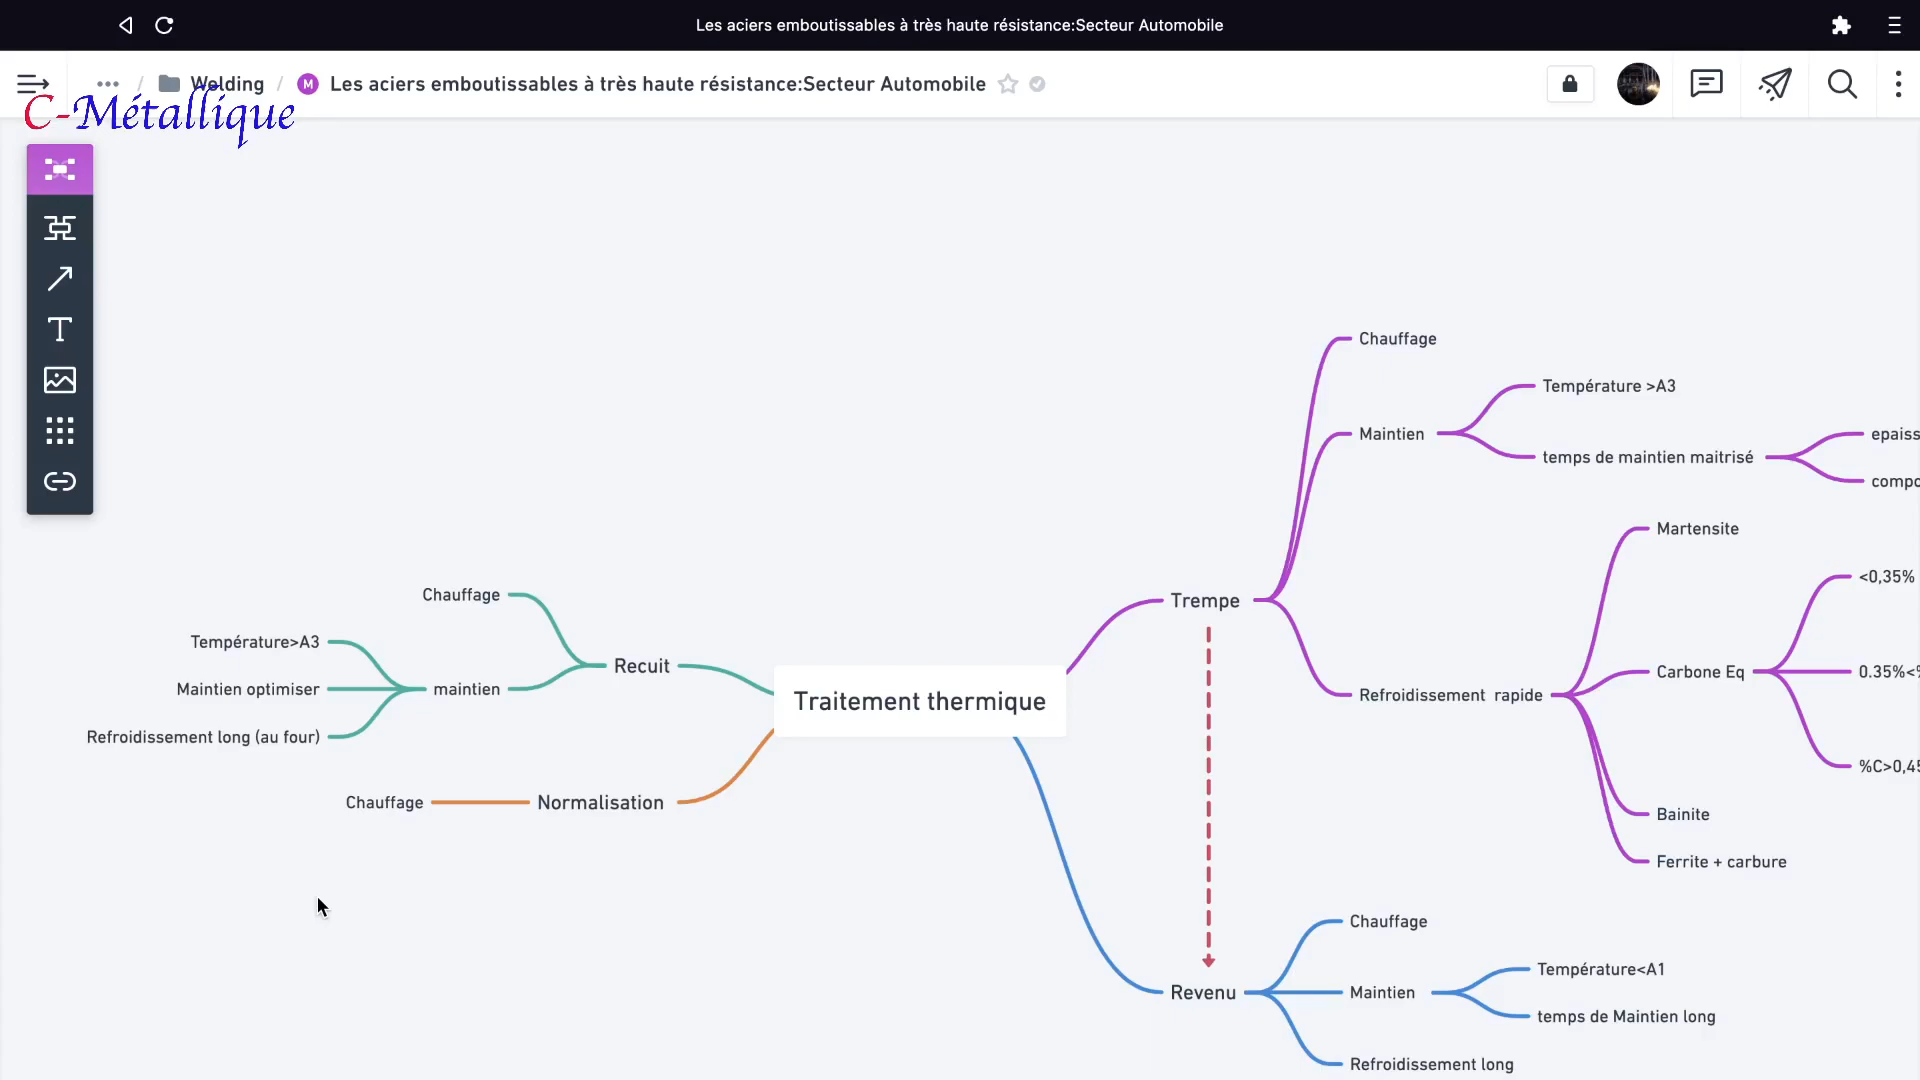 Les aciers emboutissables à très haute résistance:Secteur Automobile
Welding / M Les aciers emboutissables à très haute résistance:Secteur Automobile
C-Métallique
T
Chauffage
Température >A3
Maintien
temps de maintien maitrisé
epaiss
compo
Martensite
<0,35%
Trempe
Carbone Eq
0.35%<%
Refroidissement rapide
%C>0,45
Bainite
Ferrite + carbure
Chauffage
Température>A3
Recuit
Maintien optimiser
maintien
Refroidissement long (au four)
Traitement thermique
Chauffage
Normalisation
Chauffage
Température<A1
Revenu
Maintien
temps de Maintien long
Refroidissement long